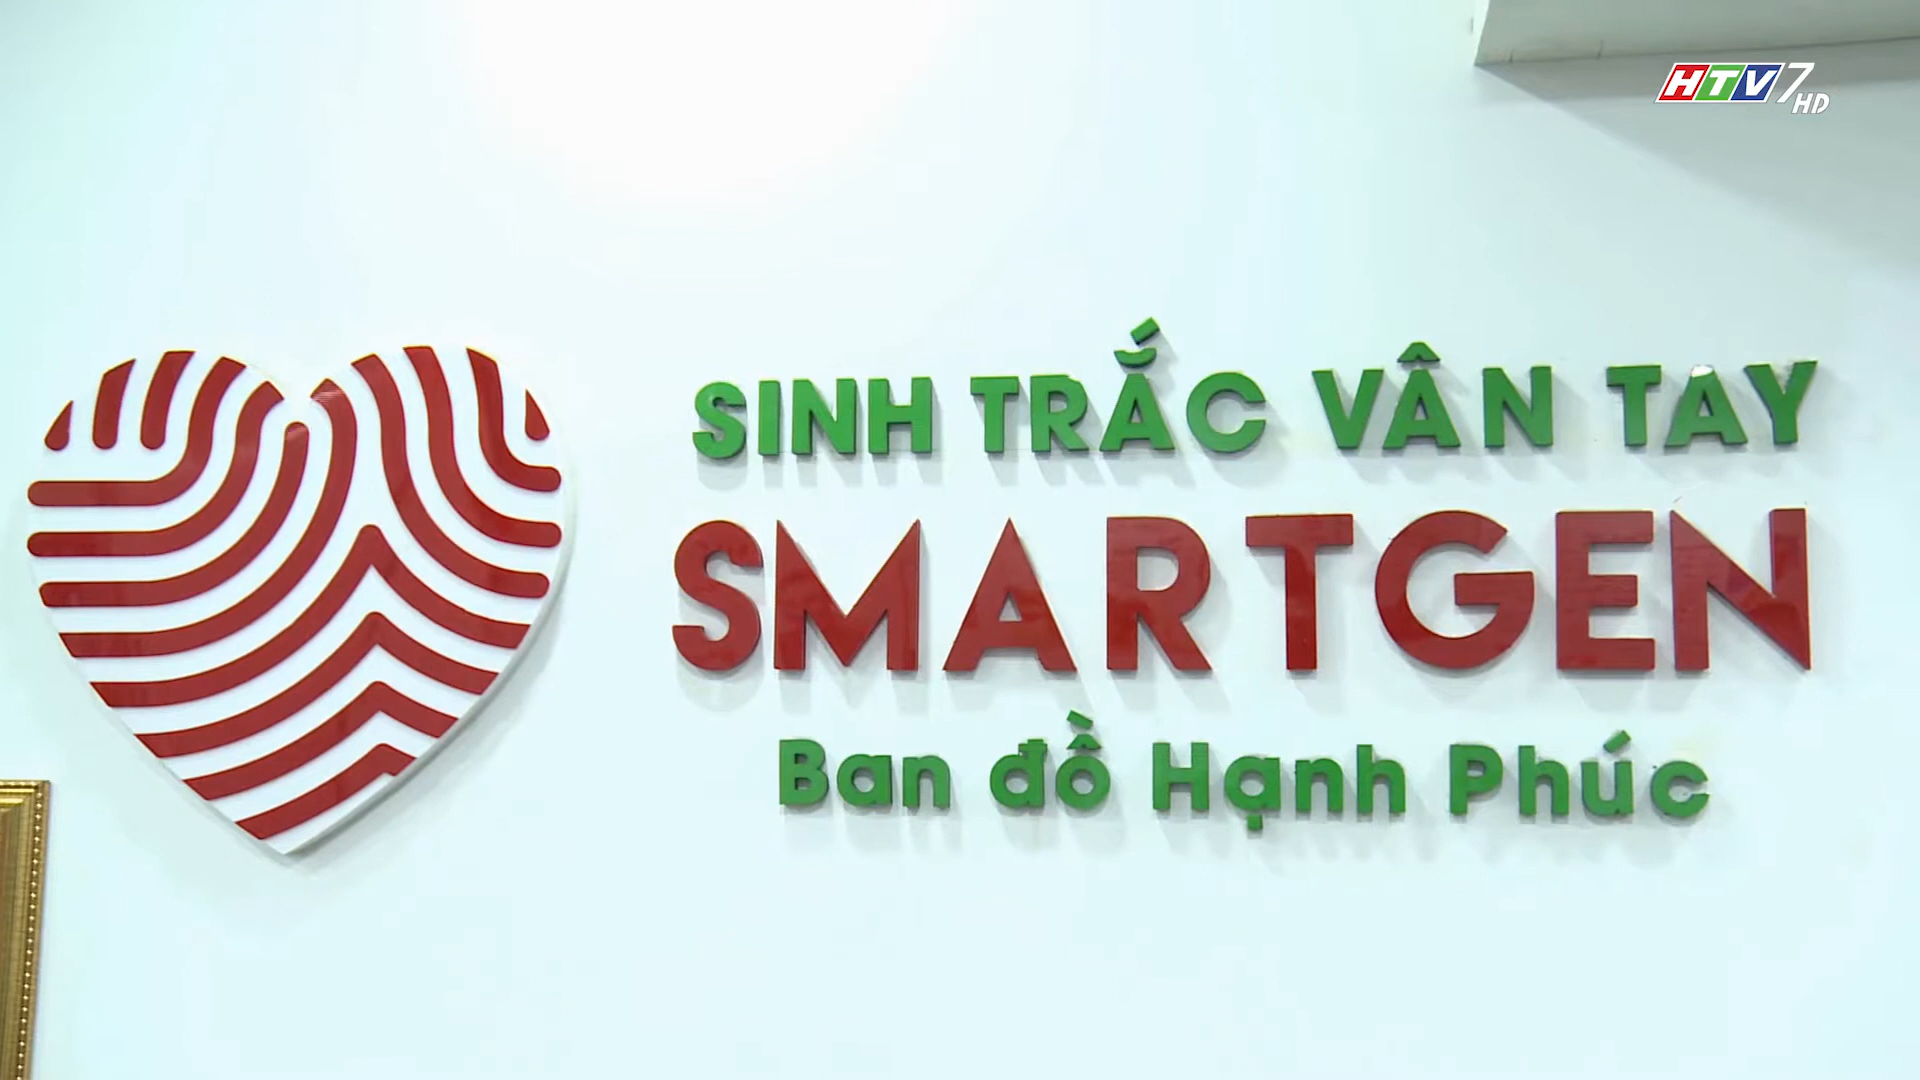 HTV7 HD
SINH TRẮC VÂN TAY
SMARTGEN
Ban đồ Hạnh Phúc